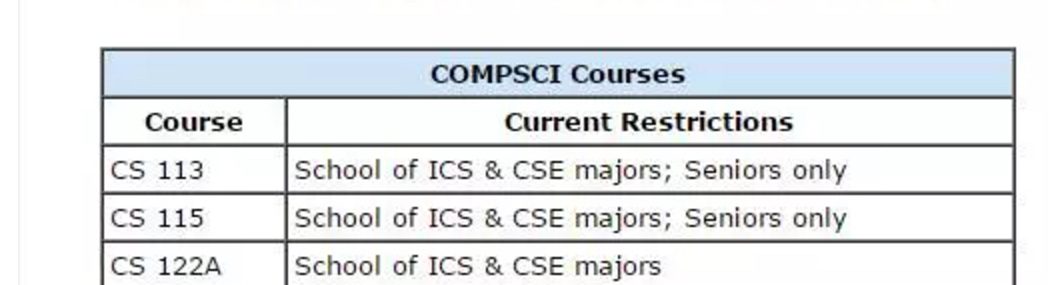 COMPSCI Courses
Course Current Restrictions
CS 113 School of ICS & CSE majors; Seniors only
CS 115 School of ICS & CSE majors; Seniors only
CS 122A School of ICS & CSE majors